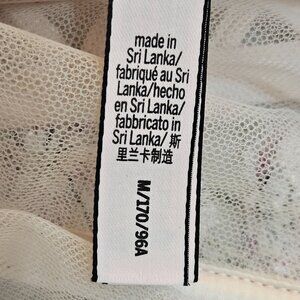 made in
Sri Lanka/
fabriqué au Sri
Lanka/hecho
en Sri Lanka/
fabbricato in
Sri Lanka/ 斯
里兰卡制造
M/170/96A